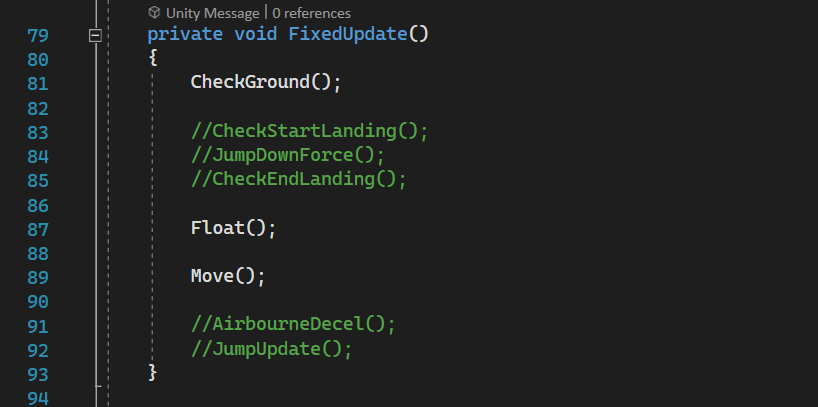 Unity Message | 0 references
79 private void FixedUpdate()
80 {
81 CheckGround();
82
83 //CheckStartLanding();
84 //JumpDownForce();
85 //CheckEndLanding();
86
87 Float();
88
89 Move();
90
91 //AirbourneDecel();
92 //JumpUpdate();
93 }
94